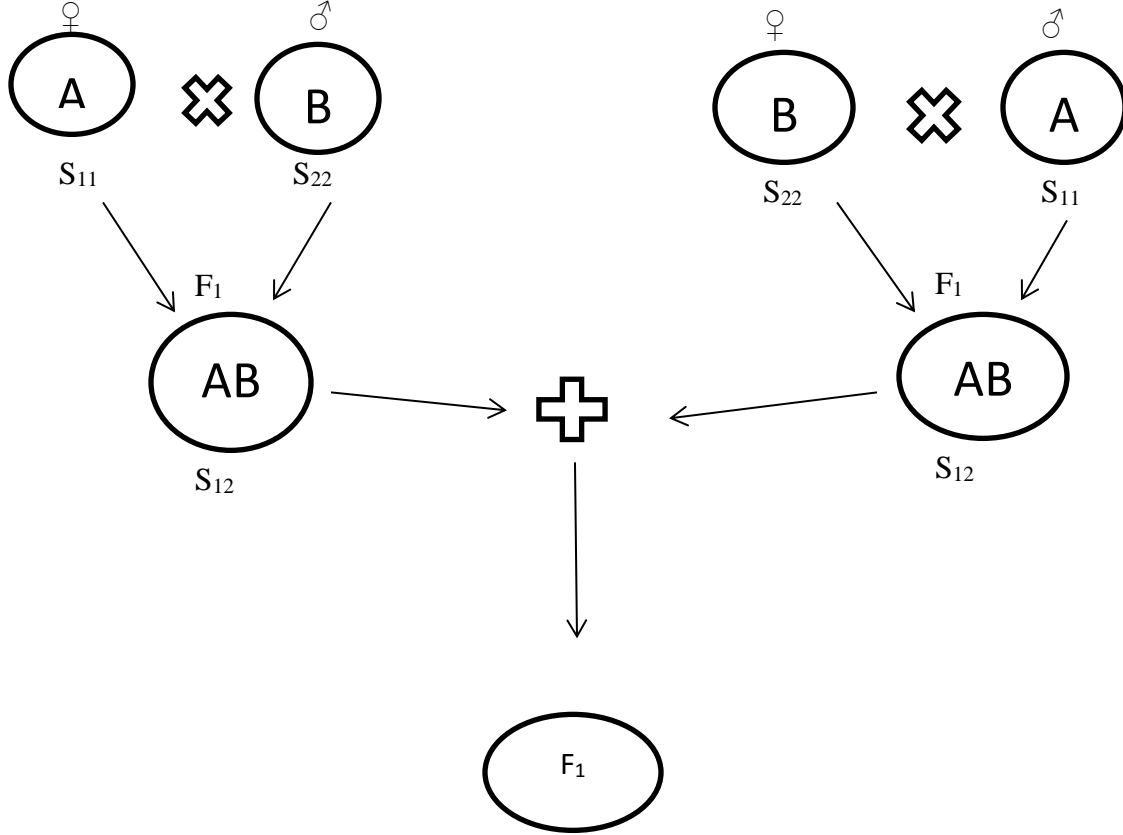 ♀ ♂ ♀ ♂
A B B A
S₁₁ S₂₂ S₂₂ S₁₁
F₁ F₁
AB AB
S₁₂ S₁₂
F₁